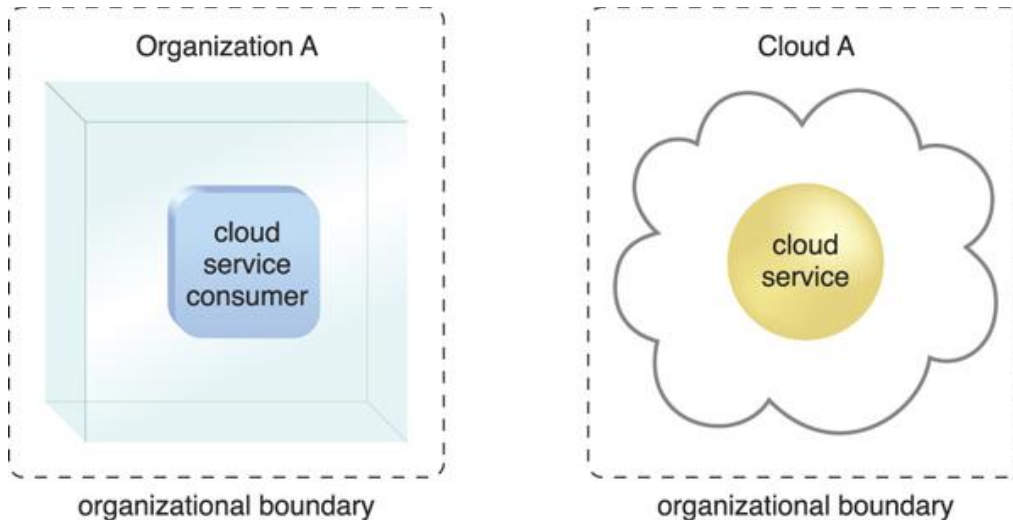 Organization A
cloud
service
consumer
organizational boundary
Cloud A
cloud
service
organizational boundary